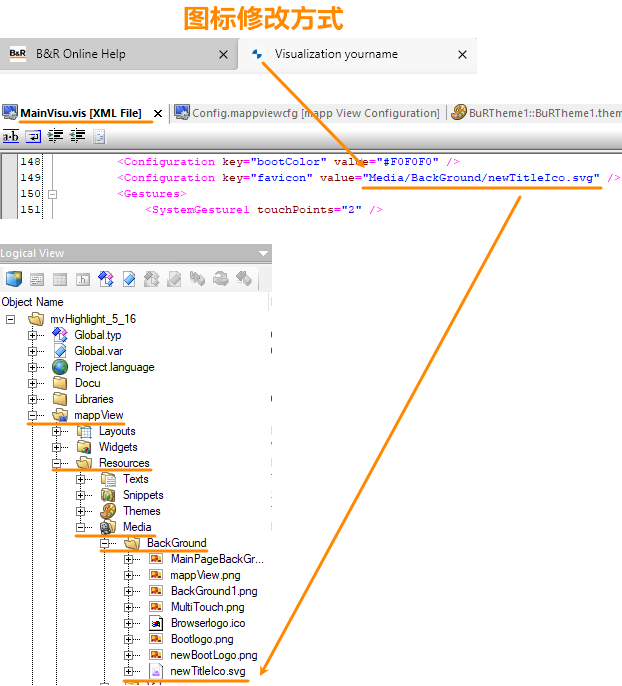 图标修改方式
B&R B&R Online Help
Visualization yourname
MainVisu.vis [XML File]
Config.mappviewcfg [mapp View Configuration]
BuRTheme1::BuRTheme1.them
a·b
148 <Configuration key="bootColor" value="#F0F0F0" />
149 <Configuration key="favicon" value="Media/BackGround/newTitleIco.svg" />
150 <Gestures>
151 <SystemGesture1 touchPoints="2" />
Logical View
Object Name
mvHighlight_5_16
Global.typ
Global.var
Project.language
Docu
Libraries
mappView
Layouts
Widgets
Resources
Texts
Snippets
Themes
Media
BackGround
MainPageBackGr...
mappView.png
BackGround1.png
MultiTouch.png
Browserlogo.ico
Bootlogo.png
newBootLogo.png
newTitleIco.svg